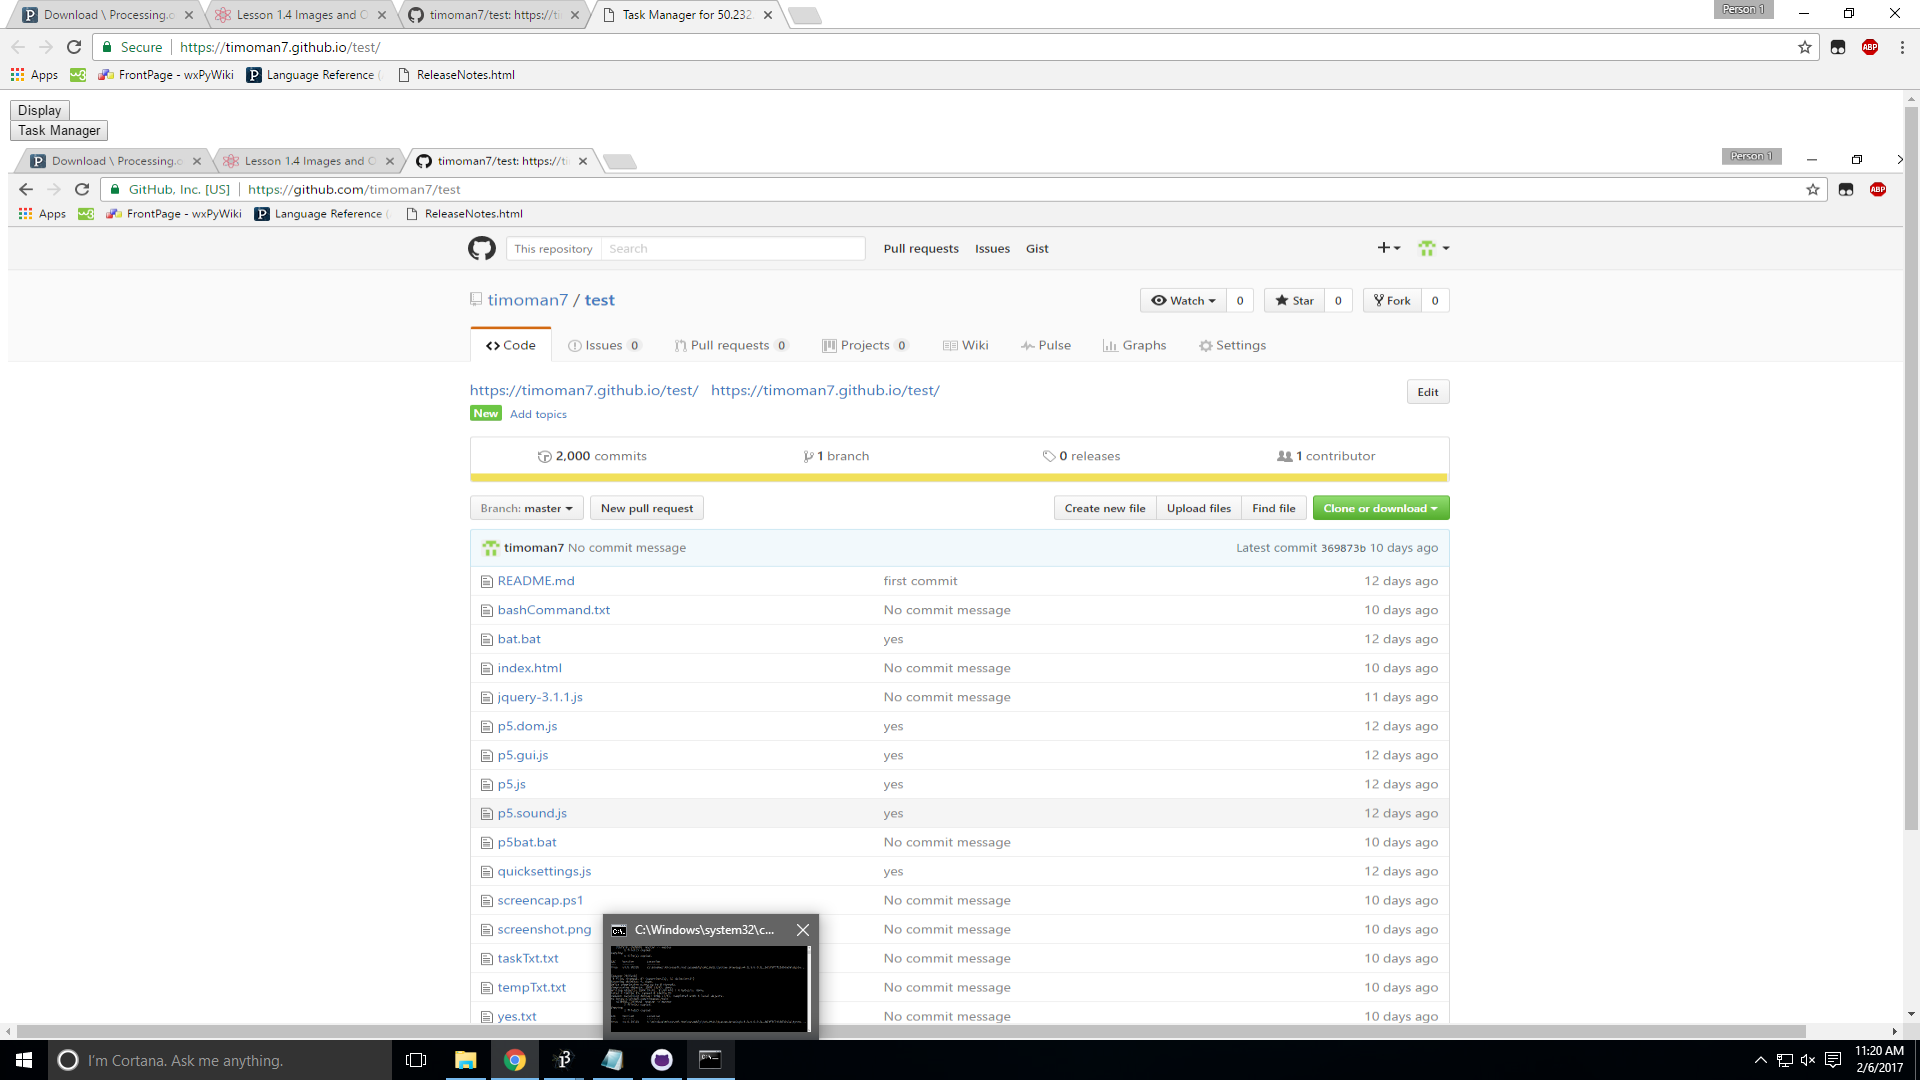 Download \ Processing.o
Lesson 1.4 Images and O
timoman7/test: https://ti
Task Manager for 50.232.
Person 1
Secure
https://timoman7.github.io/test/
Apps
FrontPage - wxPyWiki
Language Reference (
ReleaseNotes.html
Display
Task Manager
Download \ Processing.o
Lesson 1.4 Images and O
timoman7/test: https://ti
Person 1
GitHub, Inc. [US]
https://github.com/timoman7/test
Apps
FrontPage - wxPyWiki
Language Reference (
ReleaseNotes.html
This repository
Search
Pull requests
Issues
Gist
timoman7 / test
Watch 0
Star 0
Fork 0
Code
Issues 0
Pull requests 0
Projects 0
Wiki
Pulse
Graphs
Settings
https://timoman7.github.io/test/ https://timoman7.github.io/test/
Edit
New
Add topics
2,000 commits
1 branch
0 releases
1 contributor
Branch: master
New pull request
Create new file
Upload files
Find file
Clone or download
timoman7 No commit message
Latest commit 369873b 10 days ago
README.md first commit 12 days ago
bashCommand.txt No commit message 10 days ago
bat.bat yes 12 days ago
index.html No commit message 10 days ago
jquery-3.1.1.js No commit message 11 days ago
p5.dom.js yes 12 days ago
p5.gui.js yes 12 days ago
p5.js yes 12 days ago
p5.sound.js yes 12 days ago
p5bat.bat No commit message 10 days ago
quicksettings.js yes 12 days ago
screencap.ps1 No commit message 10 days ago
screenshot.png No commit message 10 days ago
taskTxt.txt No commit message 10 days ago
tempTxt.txt No commit message 10 days ago
yes.txt No commit message 10 days ago
C:\Windows\system32\c...
I'm Cortana. Ask me anything.
11:20 AM
2/6/2017